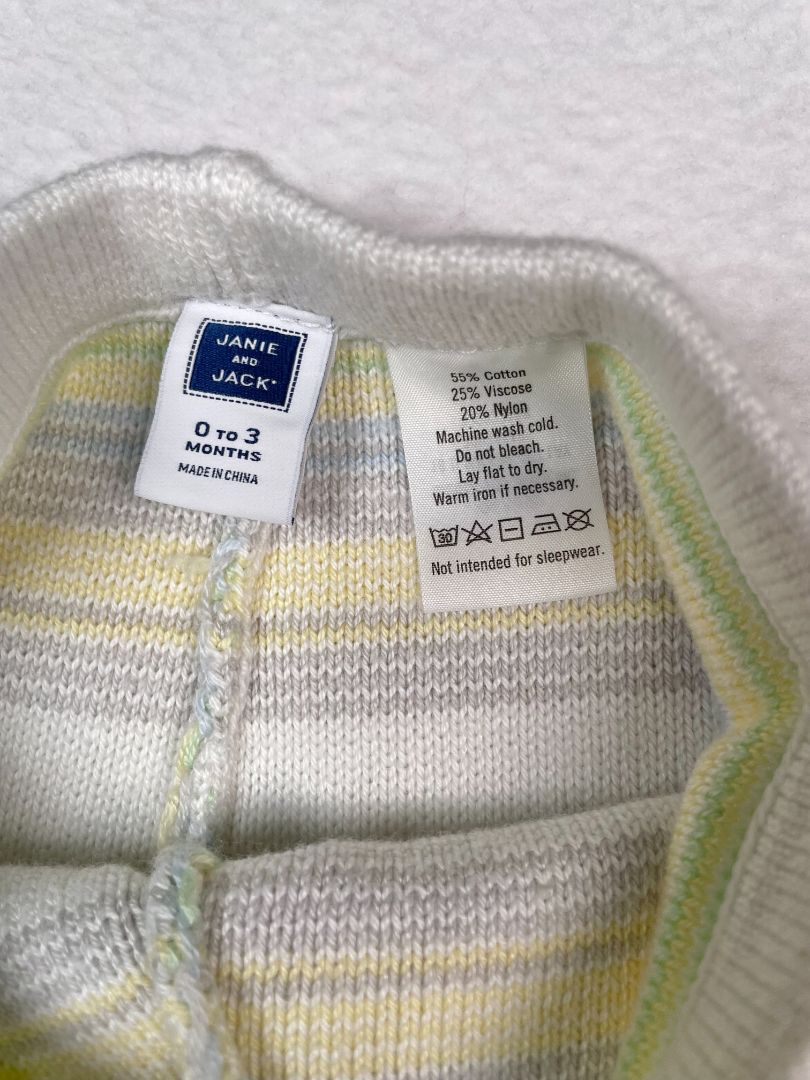 JANIE
AND
JACK
0 TO 3
MONTHS
MADE IN CHINA
55% Cotton
25% Viscose
20% Nylon
Machine wash cold.
Do not bleach.
Lay flat to dry.
Warm iron if necessary.
30
Not intended for sleepwear.